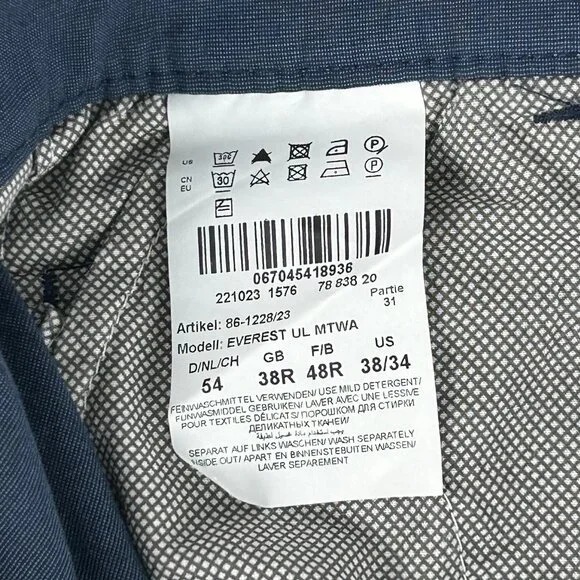 US
CN
EU
30
P
P
067045418936
221023 1576 78 838 20
Partie
31
Artikel: 86-1228/23
Modell: EVEREST UL MTWA
D/NL/CH GB F/B US
54 38R 48R 38/34
FEINWASCHMITTEL VERWENDEN/ USE MILD DETERGENT/
FIJNWASMIDDEL GEBRUIKEN/ LAVER AVEC UNE LESSIVE
POUR TEXTILES DÉLICATS/ ПОРОШКОМ ДЛЯ СТИРКИ
ДЕЛИКАТНЫХ ТКАНЕЙ/
SEPARAT AUF LINKS WASCHEN/ WASH SEPARATELY
INSIDE OUT/ APART EN BINNENSTEBUITEN WASSEN/
LAVER SEPAREMENT